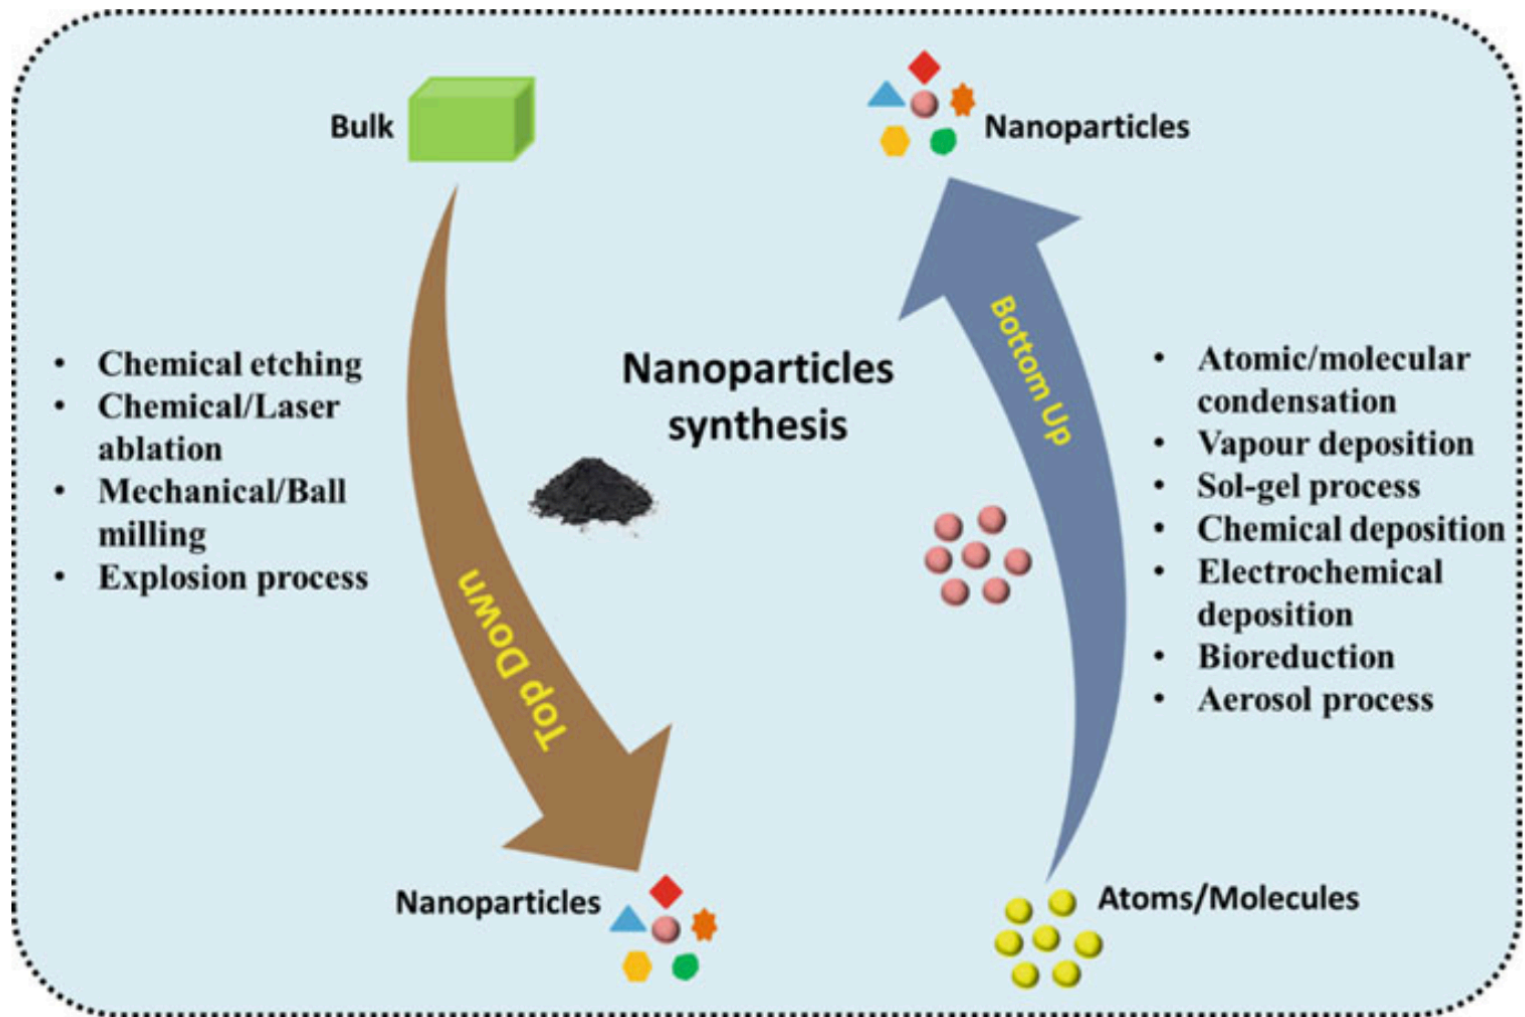 Bulk
Nanoparticles
Nanoparticles
synthesis
• Chemical etching
• Chemical/Laser
ablation
• Mechanical/Ball
milling
• Explosion process
Top Down
Bottom Up
• Atomic/molecular
condensation
• Vapour deposition
• Sol-gel process
• Chemical deposition
• Electrochemical
deposition
• Bioreduction
• Aerosol process
Nanoparticles
Atoms/Molecules